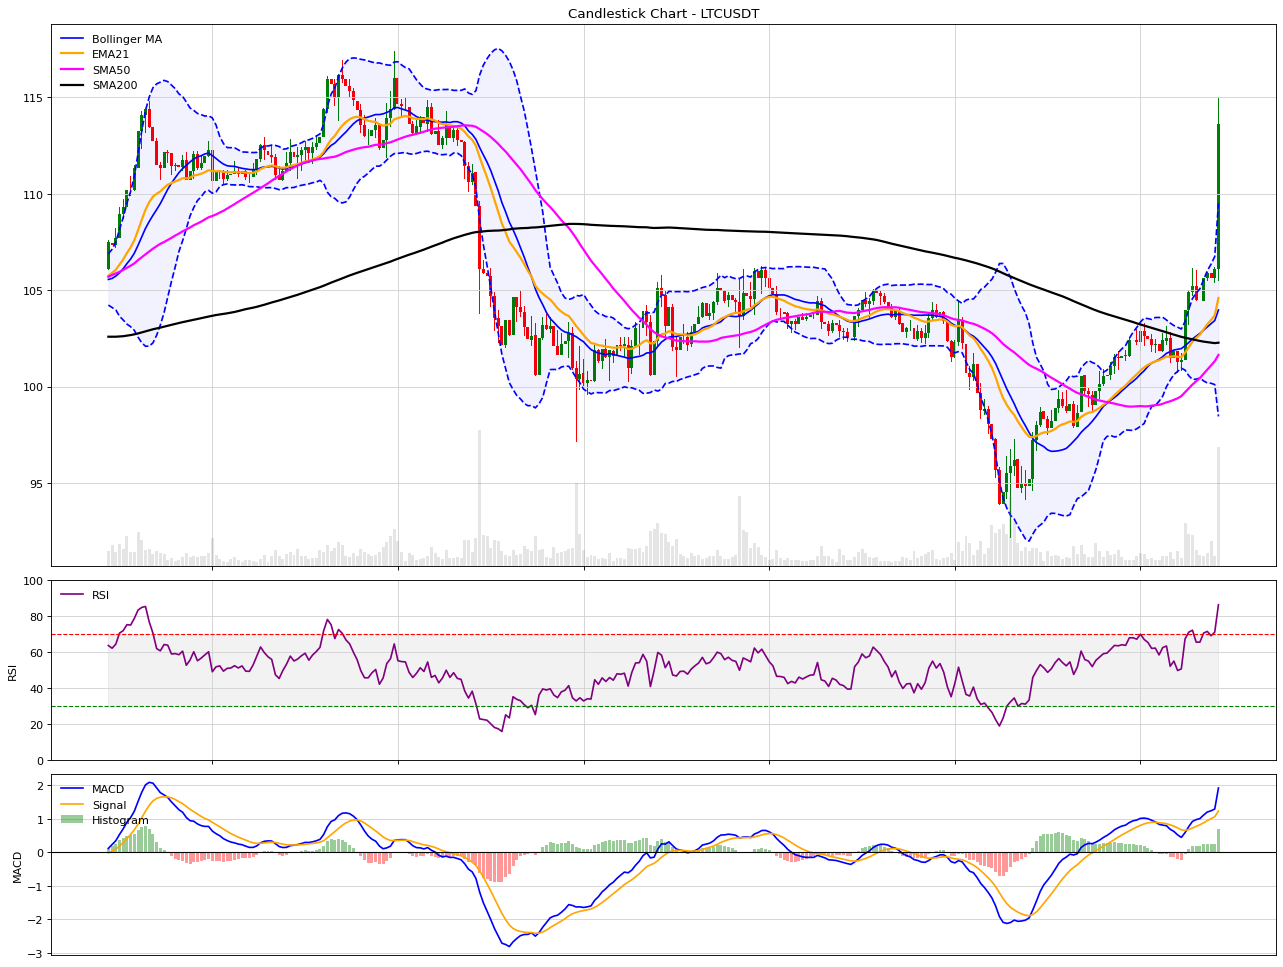 Candlestick Chart - LTCUSDT
Bollinger MA
EMA21
SMA50
SMA200
115
110
105
100
95
RSI
100
80
60
40
20
0
RSI
MACD
Signal
Histogram
2
1
0
−1
−2
−3
MACD